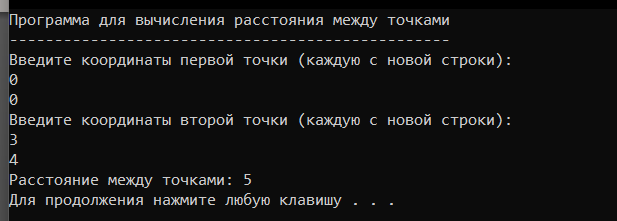 Программа для вычисления расстояния между точками
-------------------------------------------------
Введите координаты первой точки (каждую с новой строки):
0
0
Введите координаты второй точки (каждую с новой строки):
3
4
Расстояние между точками: 5
Для продолжения нажмите любую клавишу . . .